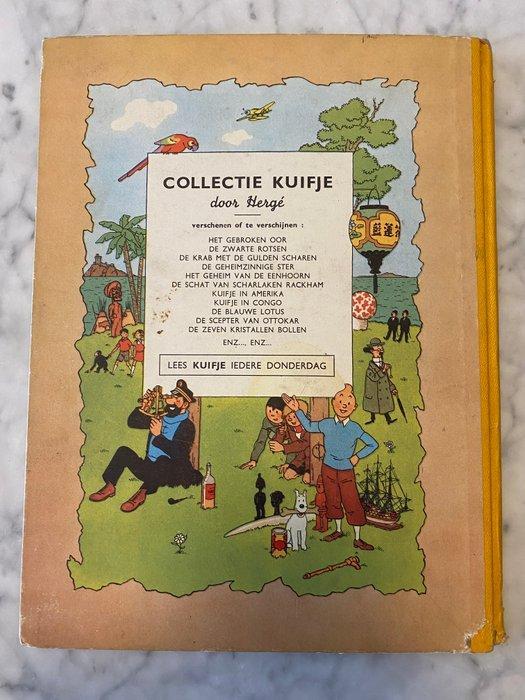 COLLECTIE KUIFJE
door Hergé
verschenen of te verschijnen :
HET GEBROKEN OOR
DE ZWARTE ROTSEN
DE KRAB MET DE GULDEN SCHAREN
DE GEHEIMZINNIGE STER
HET GEHEIM VAN DE EENHOORN
DE SCHAT VAN SCHARLAKEN RACKHAM
KUIFJE IN AMERIKA
KUIFJE IN CONGO
DE BLAUWE LOTUS
DE SCEPTER VAN OTTOKAR
DE ZEVEN KRISTALLEN BOLLEN
ENZ..., ENZ...
LEES KUIFJE IEDERE DONDERDAG